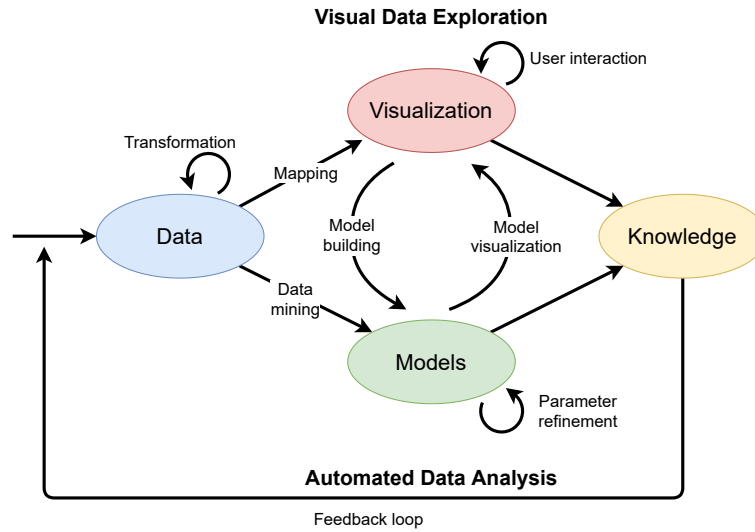 Visual Data Exploration
User interaction
Visualization
Transformation
Mapping
Model
building
Model
visualization
Data
Knowledge
Data
mining
Models
Parameter
refinement
Automated Data Analysis
Feedback loop